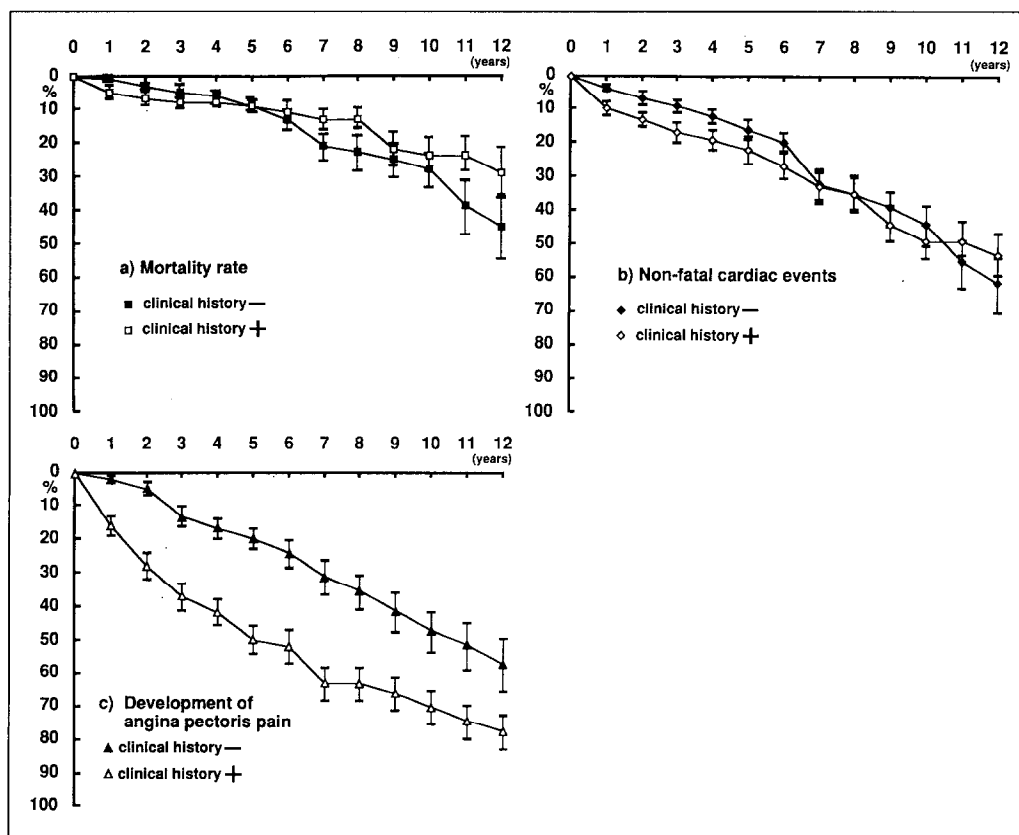 0 1 2 3 4 5 6 7 8 9 10 11 12
(years)
0
%
10
20
30
40
50
60
70
80
90
100
a) Mortality rate
clinical history —
clinical history +
0 1 2 3 4 5 6 7 8 9 10 11 12
(years)
0
%
10
20
30
40
50
60
70
80
90
100
b) Non-fatal cardiac events
clinical history —
clinical history +
0 1 2 3 4 5 6 7 8 9 10 11 12
(years)
0
%
10
20
30
40
50
60
70
80
90
100
c) Development of
angina pectoris pain
clinical history —
clinical history +